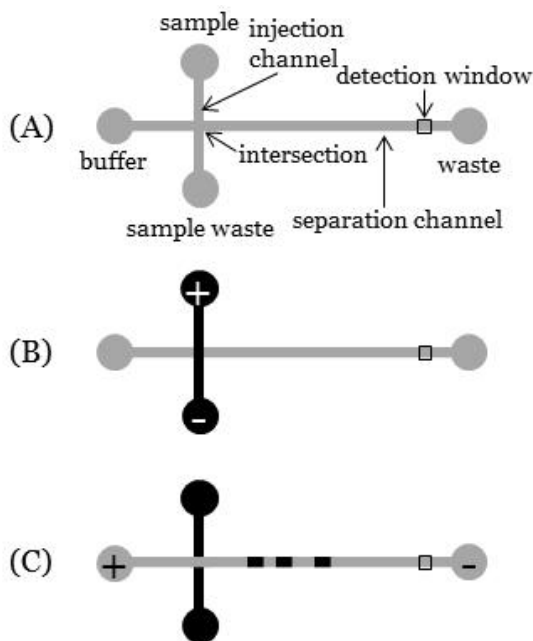 sample
injection
channel
detection window
(A)
buffer
intersection
waste
sample waste
separation channel
+
(B)
-
(C)
+
-